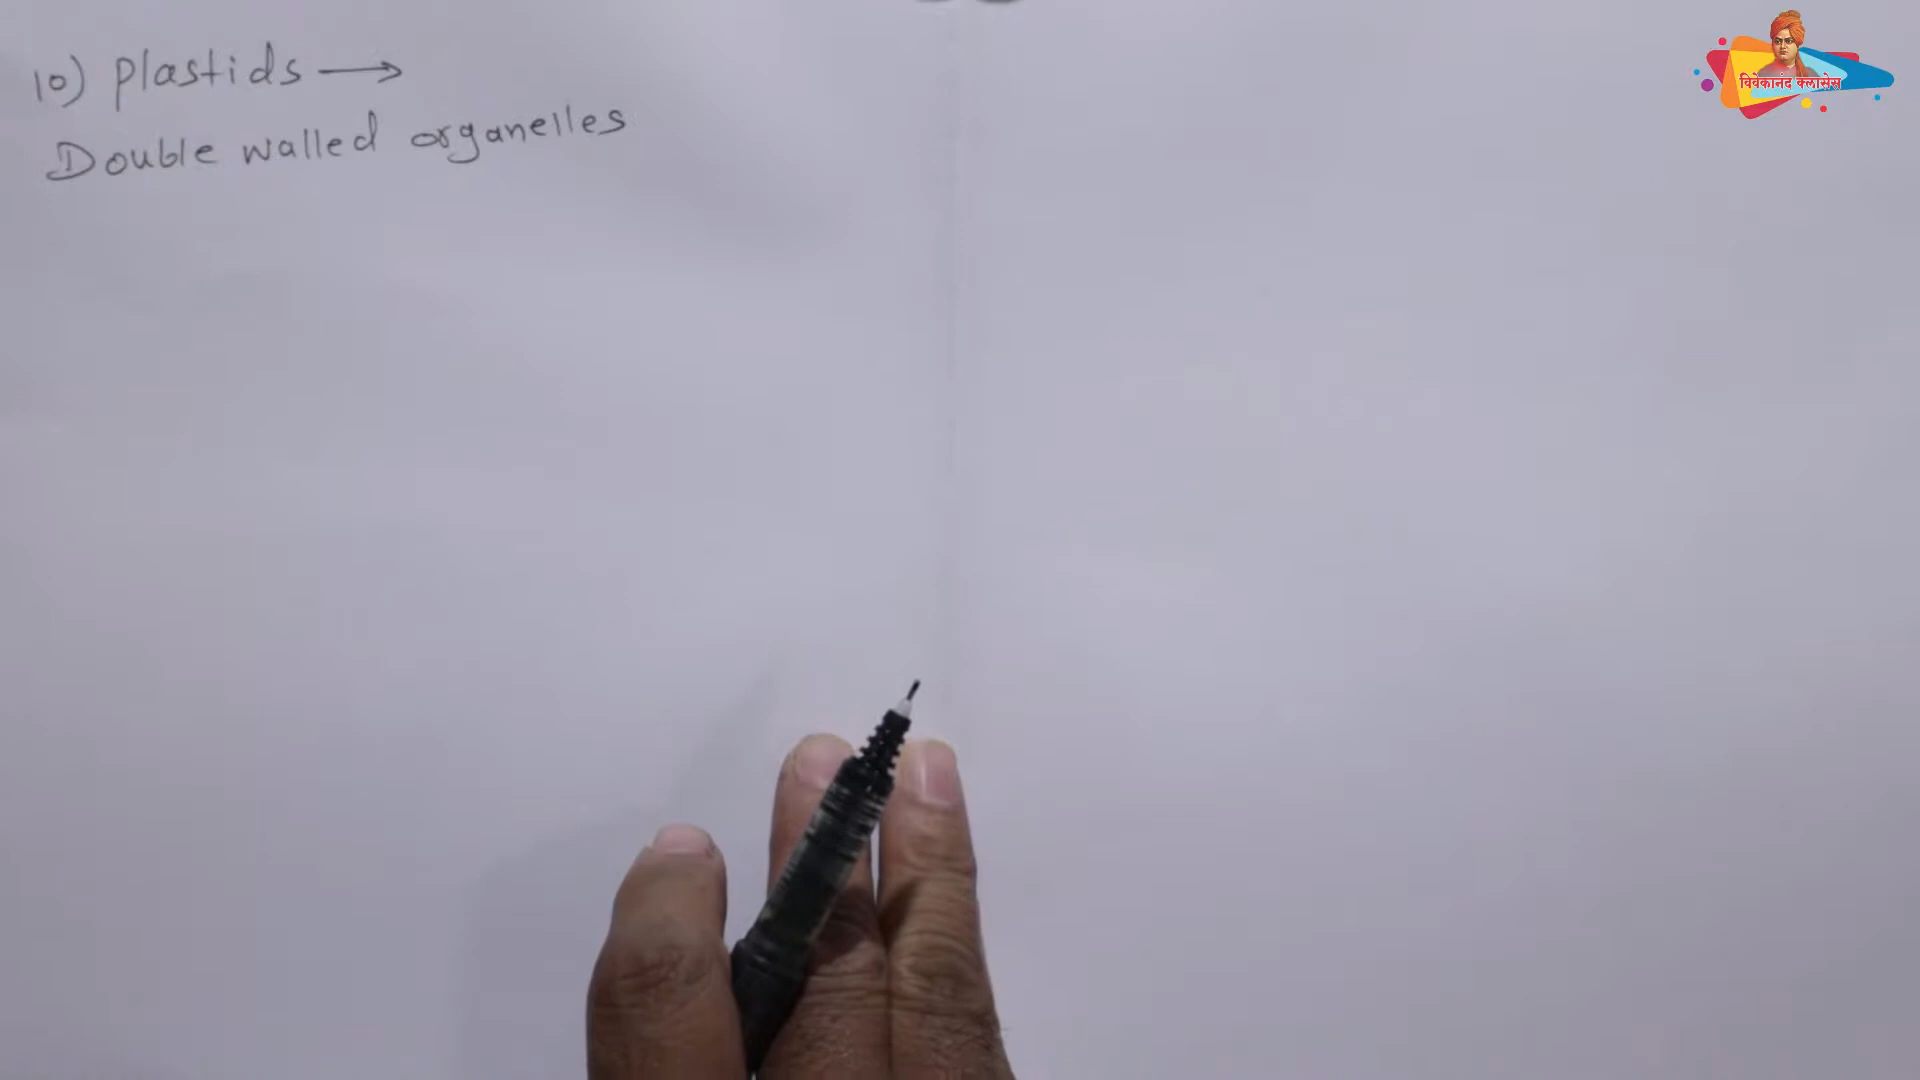 10) Plastids →
Double walled organelles
विवेकानंद क्लासेस